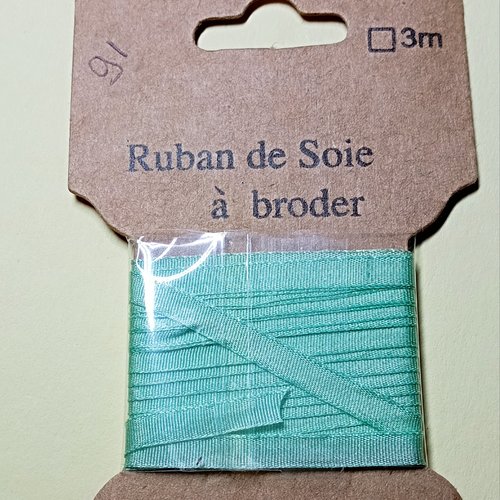 91
□3m
Ruban de Soie
à broder